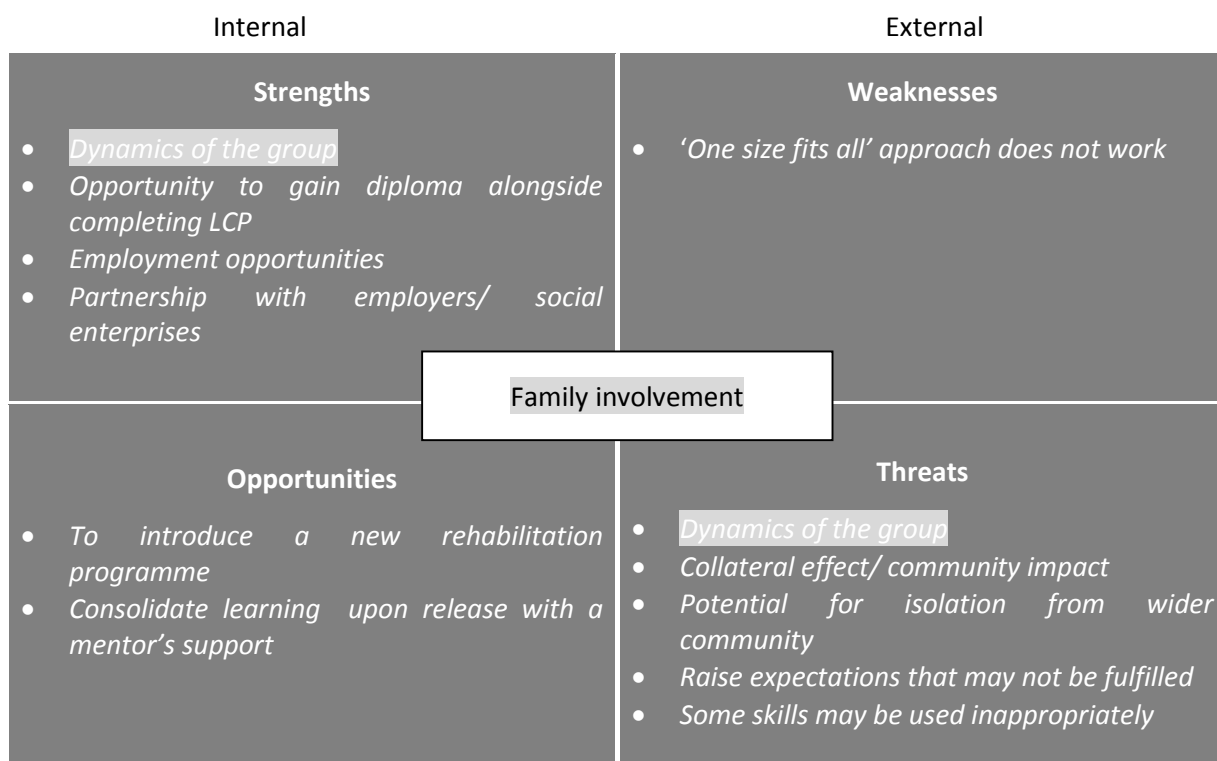 Internal
External
Strengths
• Dynamics of the group
• Opportunity to gain diploma alongside
completing LCP
• Employment opportunities
• Partnership with employers/ social
enterprises
Weaknesses
• ‘One size fits all’ approach does not work
Family involvement
Opportunities
• To introduce a new rehabilitation
programme
• Consolidate learning upon release with a
mentor’s support
Threats
• Dynamics of the group
• Collateral effect/ community impact
• Potential for isolation from wider
community
• Raise expectations that may not be fulfilled
• Some skills may be used inappropriately